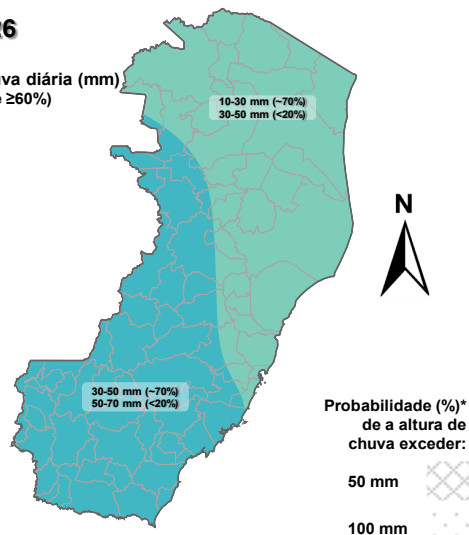 26
uva diária (mm)
e ≥60%)
10-30 mm (~70%)
30-50 mm (<20%)
N
30-50 mm (~70%)
50-70 mm (<20%)
Probabilidade (%)*
de a altura de
chuva exceder:
50 mm
100 mm